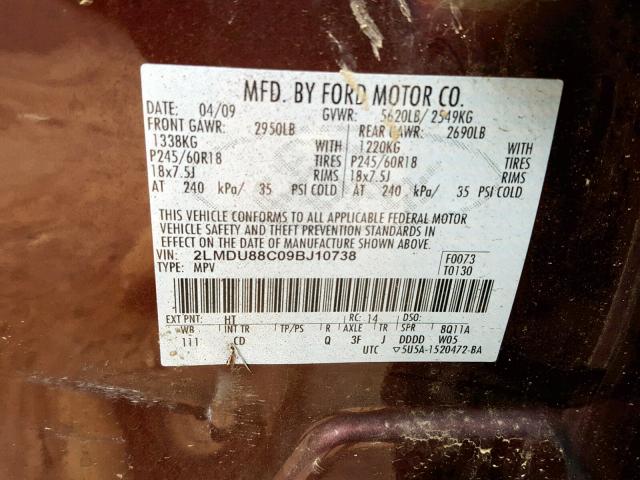 MFD. BY FORD MOTOR CO.
DATE: 04/09 GVWR: 5620LB/ 2549KG
FRONT GAWR: 2950LB REAR GAWR: 2690LB
1338KG WITH 1220KG WITH
P245/60R18 TIRES P245/60R18 TIRES
18x7.5J RIMS 18x7.5J RIMS
AT 240 kPa/ 35 PSI COLD AT 240 kPa/ 35 PSI COLD
THIS VEHICLE CONFORMS TO ALL APPLICABLE FEDERAL MOTOR
VEHICLE SAFETY AND THEFT PREVENTION STANDARDS IN
EFFECT ON THE DATE OF MANUFACTURE SHOWN ABOVE.
VIN: 2LMDU88C09BJ10738 F0073
TYPE: MPV T0130
EXT PNT: HT RC: 14 DSO:
WB INT TR TP/PS R AXLE TR SPR BQ11A
111 CD Q 3F J DDDD W05
UTC ▽5U5A-1520472-BA